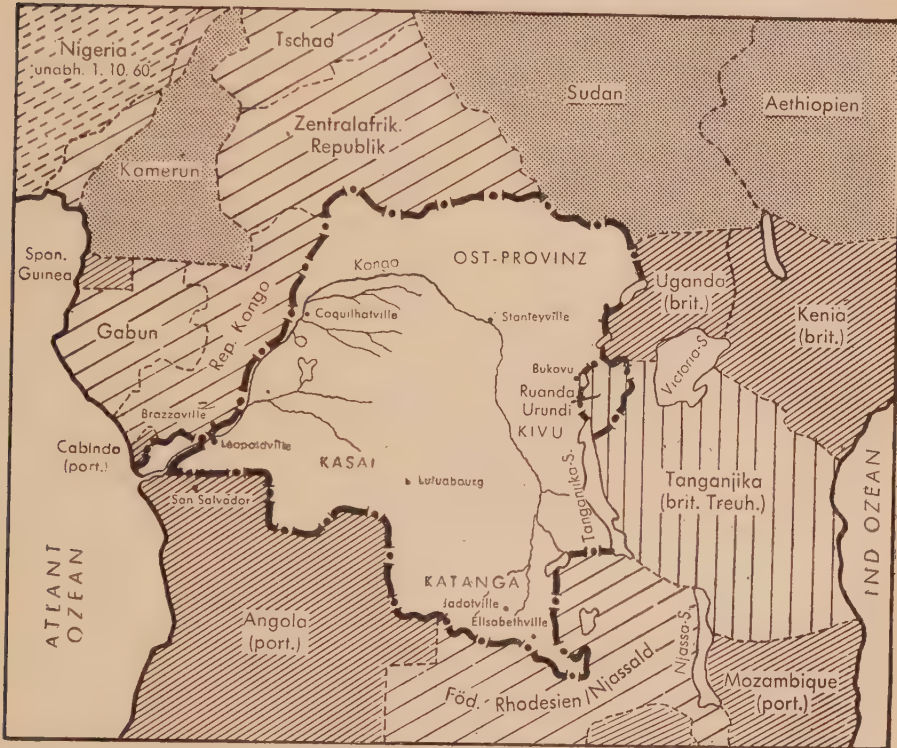 Nigeria
unabh. 1. 10. 60
Tschad
Sudan
Aethiopien
Zentralafrik.
Republik
Kamerun
Span.
Guinea
Gabun
Rep. Kongo
Kongo
OST-PROVINZ
Coquilhatville
Stanleyville
Uganda
(brit.)
Kenia
(brit.)
Victoria-S.
Bukavu
Ruanda
Urundi
KIVU
Brazzaville
Léopoldville
Cabinda
(port.)
San Salvador
KASAI
Luluabourg
Tanganjika-S.
Tanganjika
(brit. Treuh.)
KATANGA
Jadotville
Elisabethville
ATLANT
OZEAN
IND OZEAN
Angola
(port.)
Föd. Rhodesien/Njassald
Njassa-S.
Mozambique
(port.)